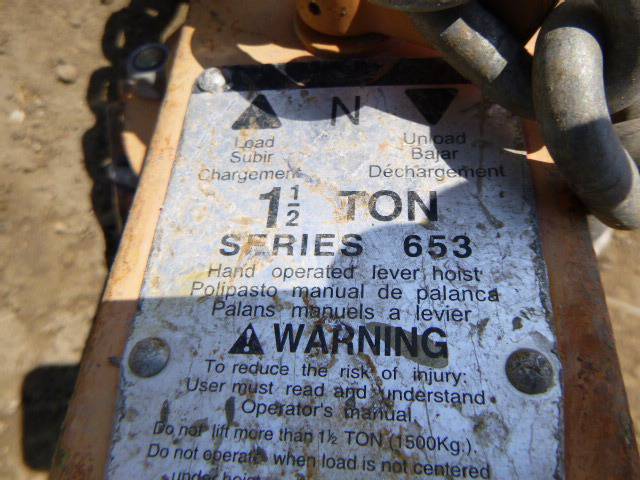 N
Load Unload
Subir Bajar
Chargement Déchargement
1 1/2 TON
SERIES 653
Hand operated lever hoist
Polipasto manual de palanca
Palans manuels a levier
WARNING
To reduce the risk of injury:
User must read and understand
Operator's manual.
Do not lift more than 1½ TON (1500Kg.).
Do not operate when load is not centered
under